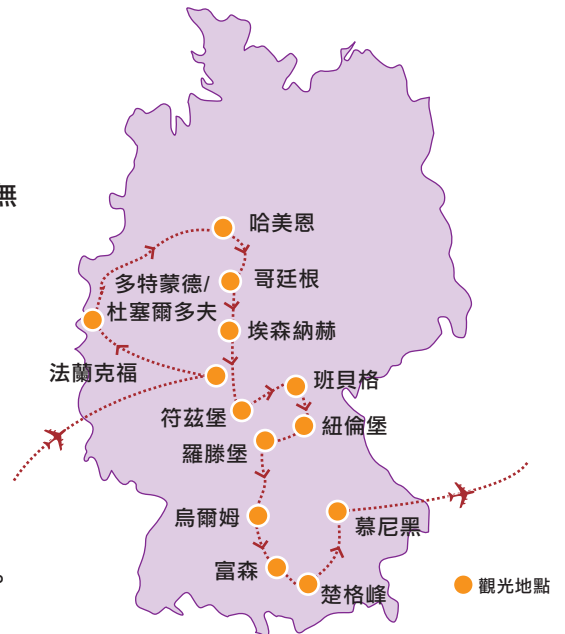 無
哈美恩
多特蒙德/
杜塞爾多夫
哥廷根
埃森納赫
法蘭克福
班貝格
符茲堡
紐倫堡
羅滕堡
烏爾姆
慕尼黑
富森
楚格峰
觀光地點
。